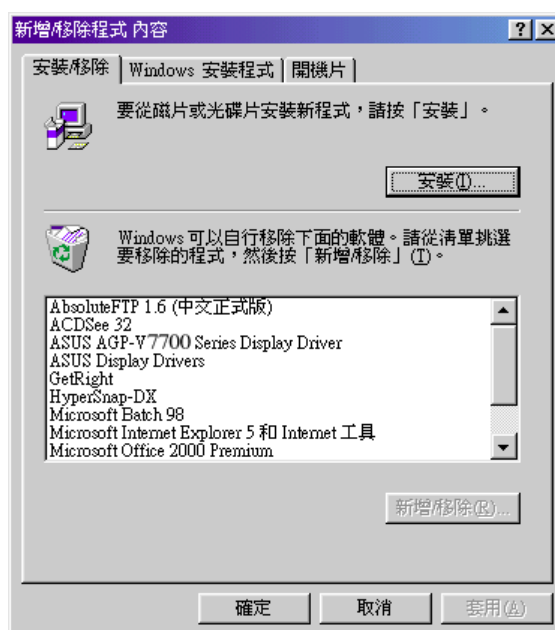 新增/移除程式 內容
安裝/移除
Windows 安裝程式
開機片
要從磁片或光碟片安裝新程式，請按「安裝」。
安裝(I)...
Windows 可以自行移除下面的軟體。請從清單挑選
要移除的程式，然後按「新增/移除」(T)。
AbsoluteFTP 1.6 (中文正式版)
ACDSee 32
ASUS AGP-V7700 Series Display Driver
ASUS Display Drivers
GetRight
HyperSnap-DX
Microsoft Batch 98
Microsoft Internet Explorer 5 和 Internet 工具
Microsoft Office 2000 Premium
新增/移除(R)...
確定
取消
套用(A)